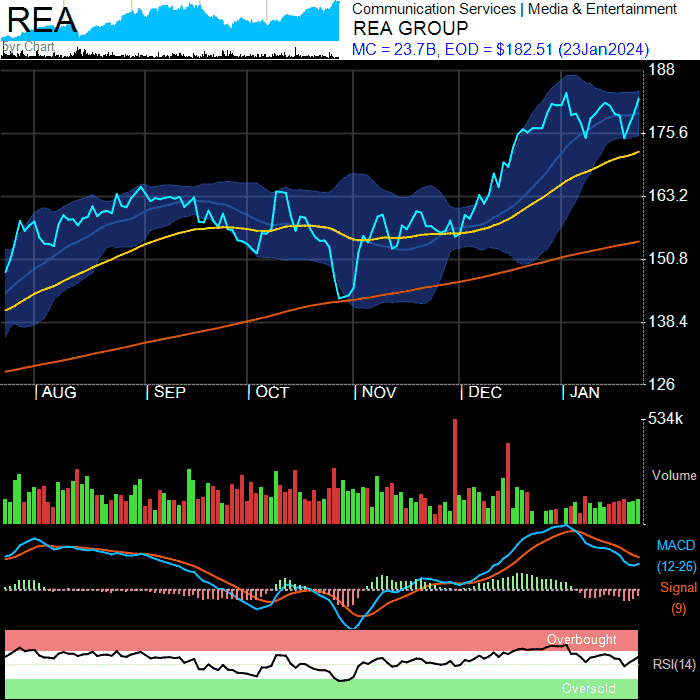 REA
5yr Chart
Communication Services | Media & Entertainment
REA GROUP
MC = 23.7B, EOD = $182.51 (23Jan2024)
188
175.6
163.2
150.8
138.4
126
| AUG | SEP | OCT | NOV | DEC | JAN
534k
Volume
MACD
(12-26)
Signal
(9)
Overbought
RSI(14)
Oversold